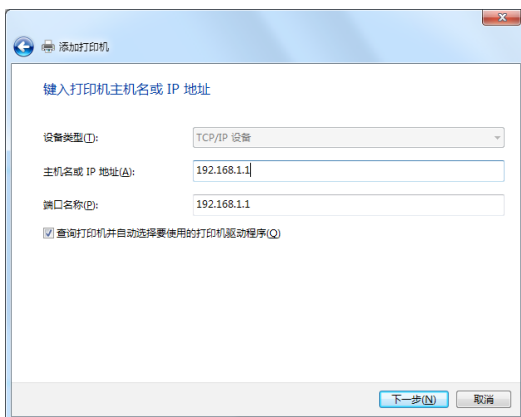 添加打印机
键入打印机主机名或 IP 地址
设备类型(T): TCP/IP 设备
主机名或 IP 地址(A): 192.168.1.1
端口名称(P): 192.168.1.1
查询打印机并自动选择要使用的打印机驱动程序(Q)
下一步(N) 取消